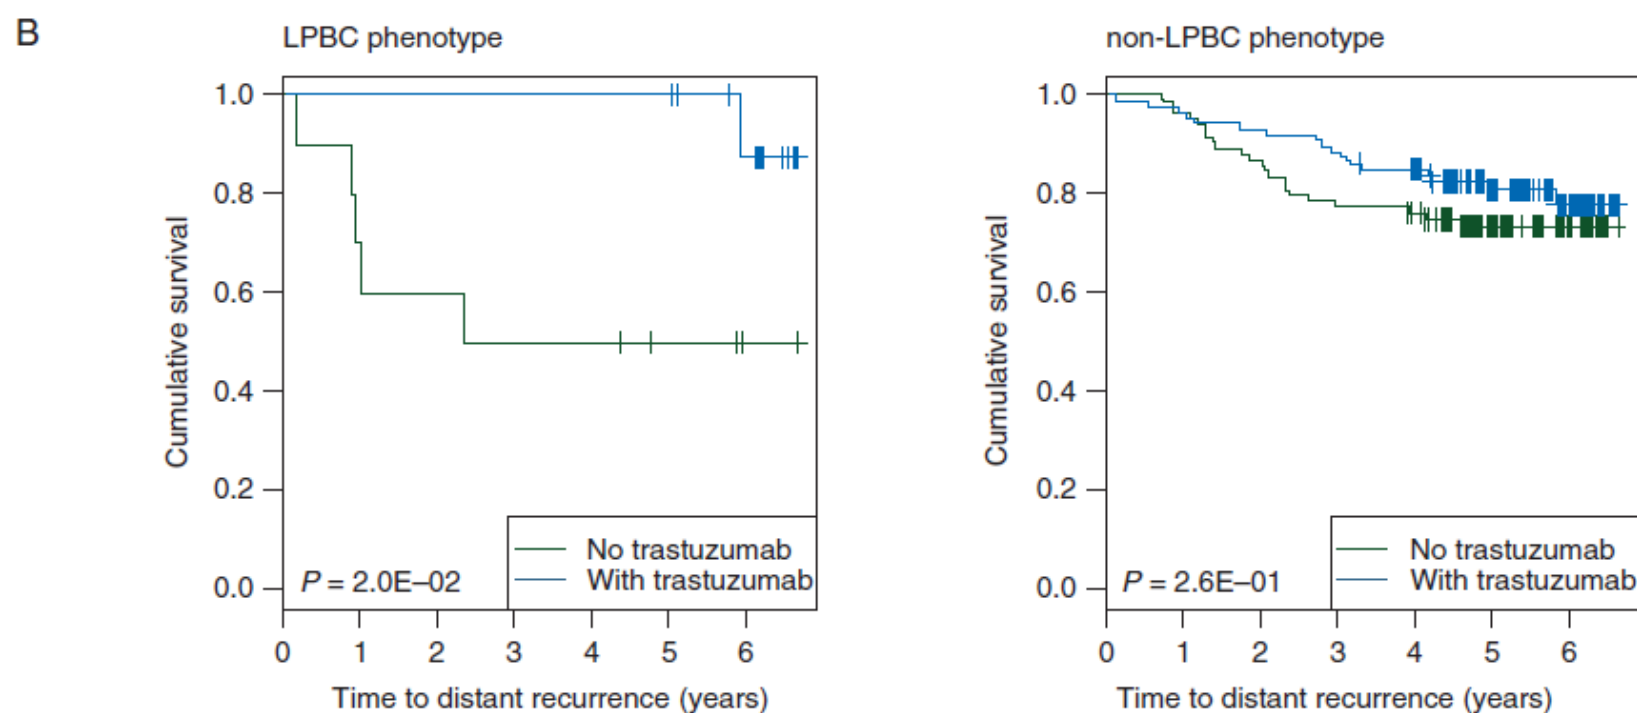 B
LPBC phenotype
1.0
0.8
0.6
0.4
0.2
0.0
Cumulative survival
No trastuzumab
With trastuzumab
P = 2.0E–02
0 1 2 3 4 5 6
Time to distant recurrence (years)
non-LPBC phenotype
1.0
0.8
0.6
0.4
0.2
0.0
Cumulative survival
No trastuzumab
With trastuzumab
P = 2.6E–01
0 1 2 3 4 5 6
Time to distant recurrence (years)